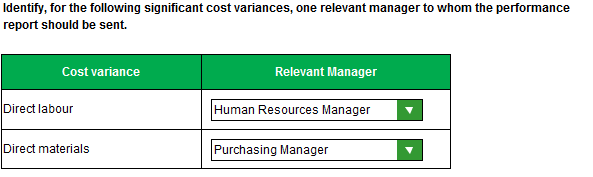 Identify, for the following significant cost variances, one relevant manager to whom the performance
report should be sent.
Cost variance Relevant Manager
Direct labour Human Resources Manager
Direct materials Purchasing Manager